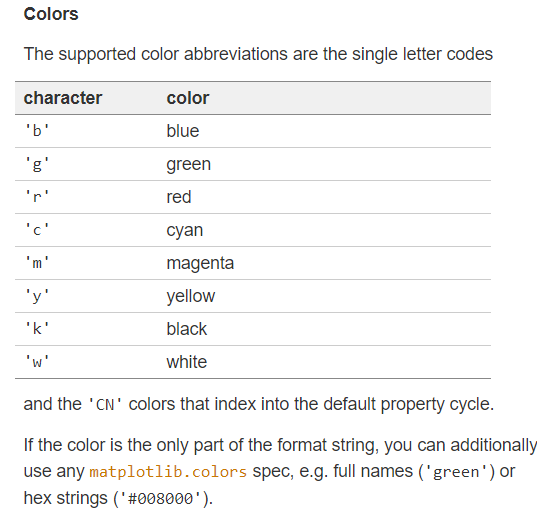 Colors
The supported color abbreviations are the single letter codes
character color
'b' blue
'g' green
'r' red
'c' cyan
'm' magenta
'y' yellow
'k' black
'w' white
and the 'CN' colors that index into the default property cycle.
If the color is the only part of the format string, you can additionally
use any matplotlib.colors spec, e.g. full names ('green') or
hex strings ('#008000').